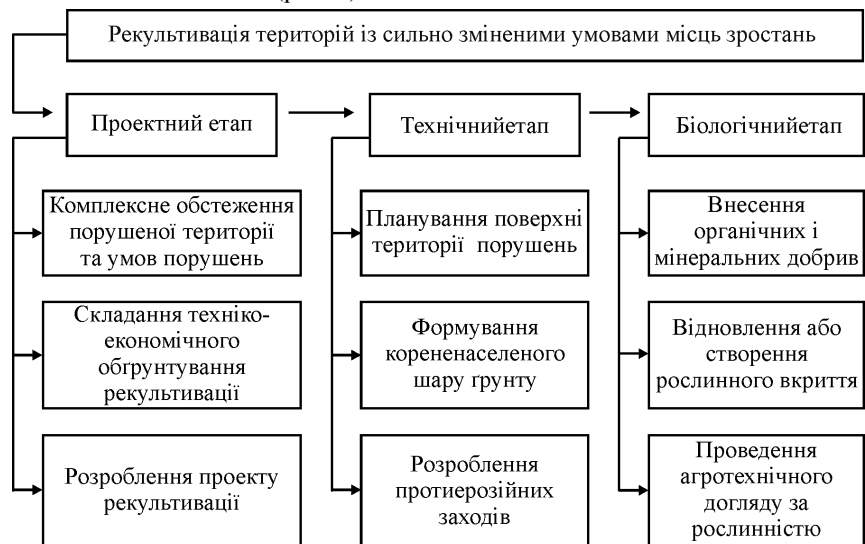 Рекультивація територій із сильно зміненими умовами місць зростань
Проектний етап
Технічнийетап
Біологічнийетап
Комплексне обстеження
порушеної території
та умов порушень
Планування поверхні
території порушень
Внесення
органічних і
мінеральних добрив
Складання техніко-
економічного
обґрунтування
рекультивації
Формування
корененаселеного
шару ґрунту
Відновлення або
створення
рослинного вкриття
Розроблення проекту
рекультивації
Розроблення
протиерозійних
заходів
Проведення
агротехнічного
догляду за
рослинністю